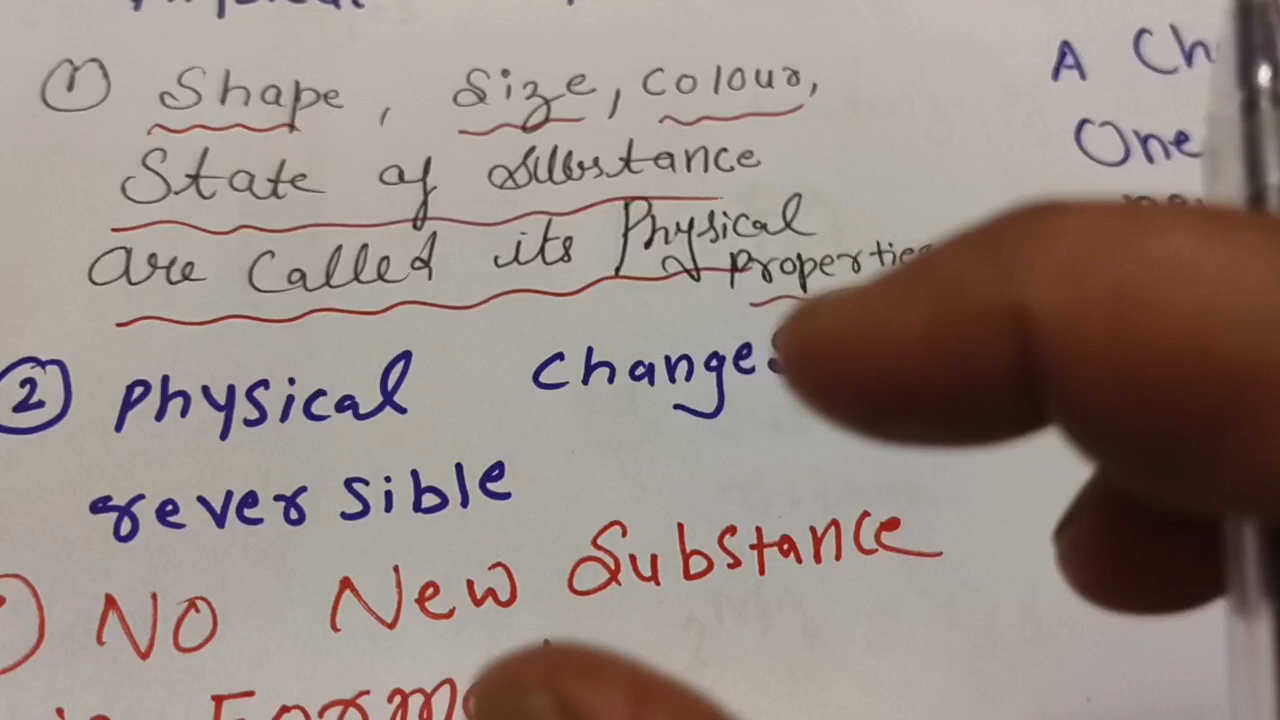 ① Shape, Size, Colour,
State of Substance
are Called its Physical
Properties
② Physical Change
reversible
NO New Substance
A Ch
One